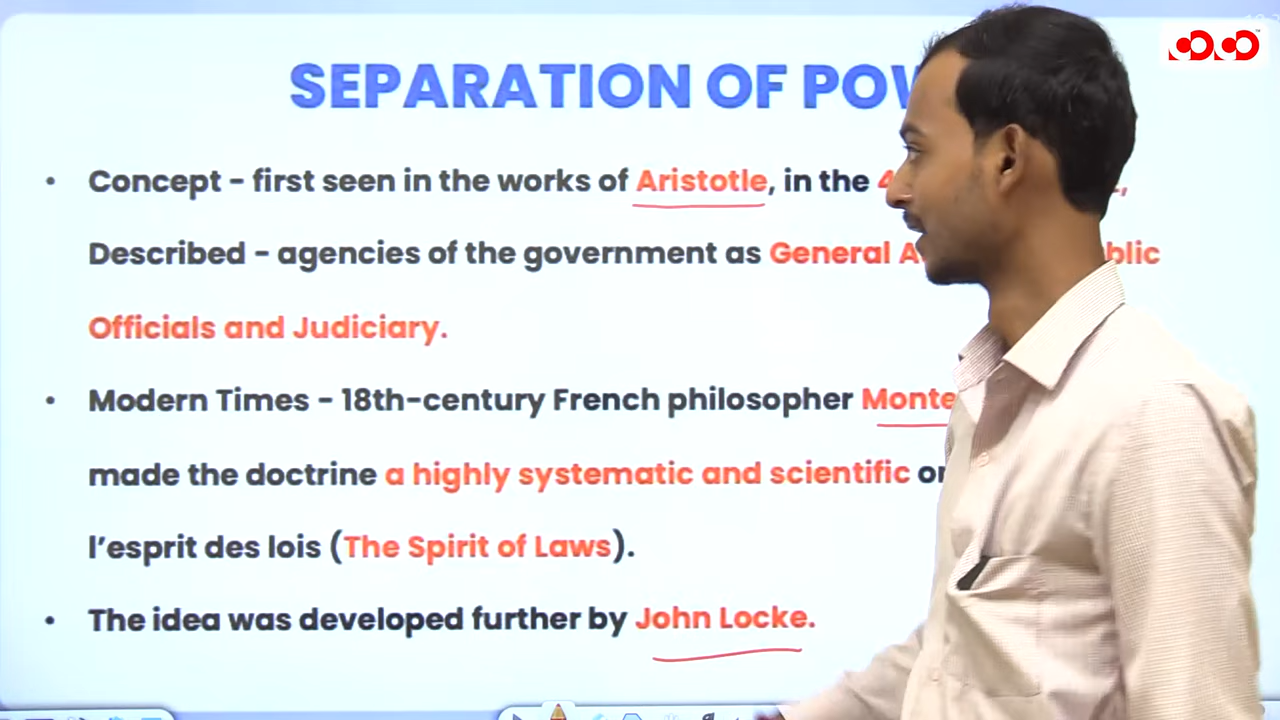 SEPARATION OF
• Concept – first seen in the works of Aristotle, in the
Described – agencies of the government as General
Officials and Judiciary.
• Modern Times – 18th-century French philosopher
made the doctrine a highly systematic and scientific
l’esprit des lois (The Spirit of Laws).
• The idea was developed further by John Locke.